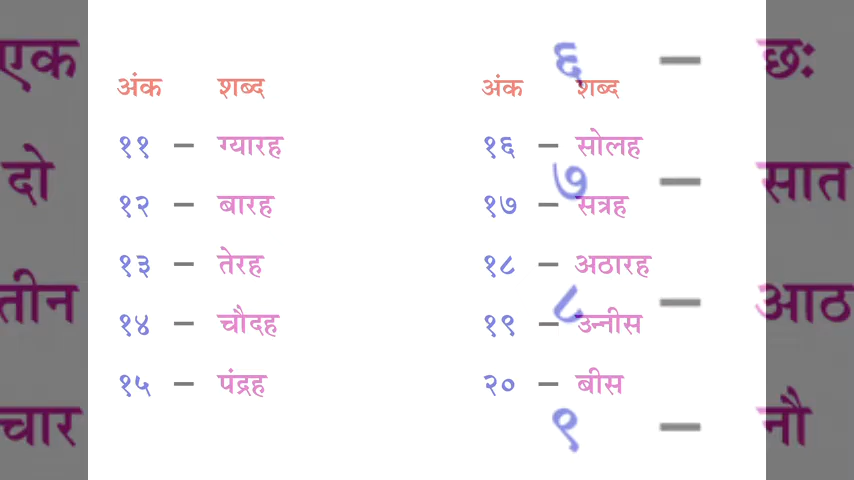 अंक शब्द
११ – ग्यारह
१२ – बारह
१३ – तेरह
१४ – चौदह
१५ – पंद्रह
अंक शब्द
१६ – सोलह
१७ – सत्रह
१८ – अठारह
१९ – उन्नीस
२० – बीस
एक
दो
तीन
चार
६ – छः
७ – सात
८ – आठ
९ – नौ